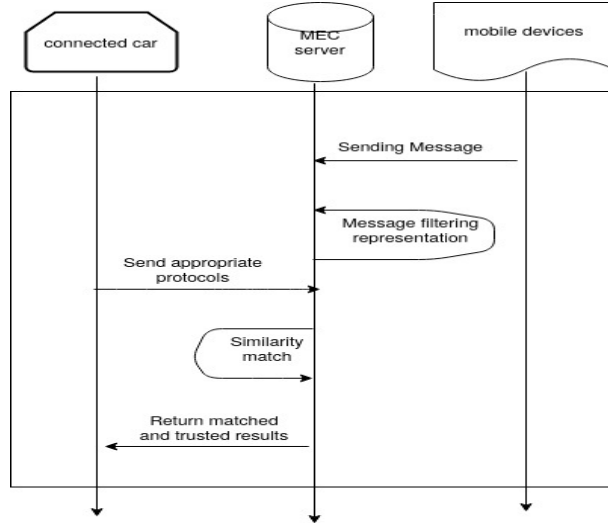 connected car
MEC
server
mobile devices
Sending Message
Message filtering
representation
Send appropriate
protocols
Similarity
match
Return matched
and trusted results